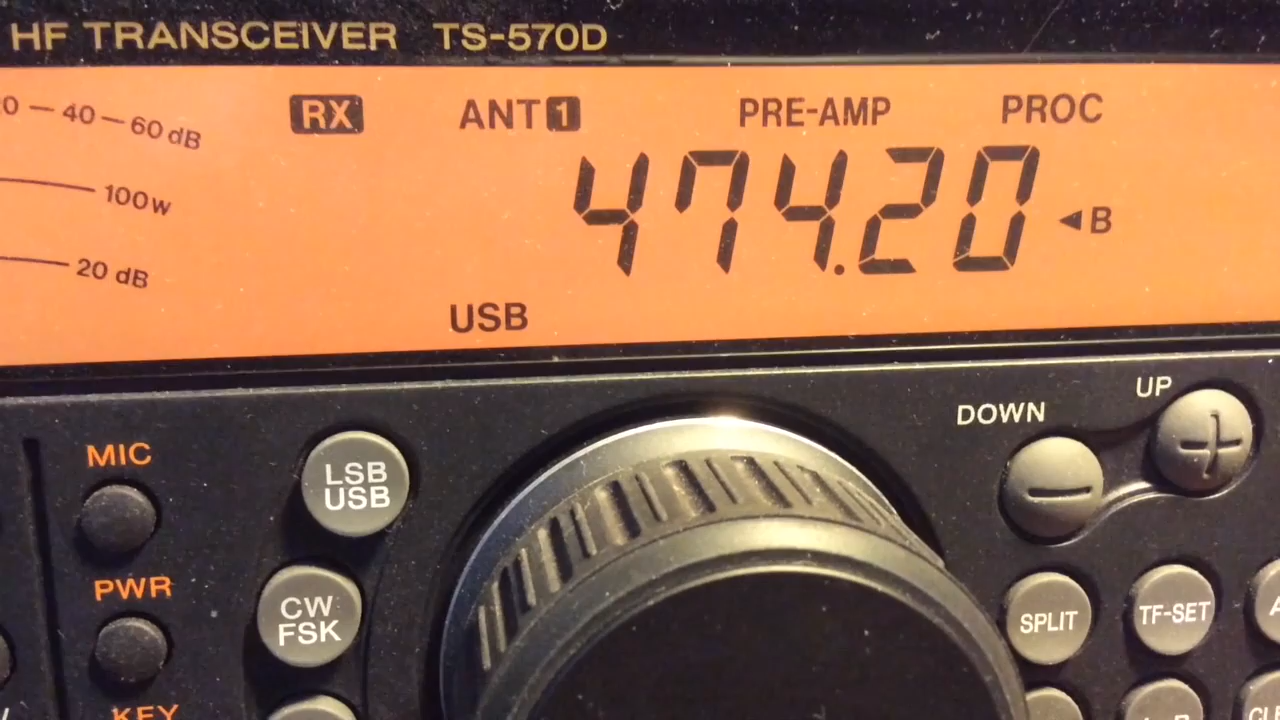 HF TRANSCEIVER TS-570D
40 60 dB
RX ANT 1 PRE-AMP PROC
100W
474.20 ◄B
20 dB
USB
UP
DOWN
MIC
LSB
USB
PWR
CW
FSK
SPLIT
TF-SET
KEY